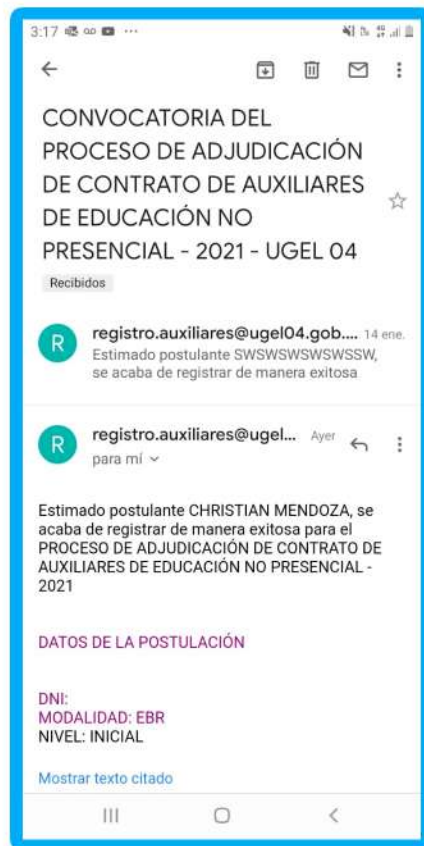 3:17
CONVOCATORIA DEL
PROCESO DE ADJUDICACIÓN
DE CONTRATO DE AUXILIARES
DE EDUCACIÓN NO
PRESENCIAL - 2021 - UGEL 04
Recibidos
R
registro.auxiliares@ugel04.gob.... 14 ene.
Estimado postulante SWSWSWSWSWSSW,
se acaba de registrar de manera exitosa
R
registro.auxiliares@ugel... Ayer
para mí
Estimado postulante CHRISTIAN MENDOZA, se
acaba de registrar de manera exitosa para el
PROCESO DE ADJUDICACIÓN DE CONTRATO DE
AUXILIARES DE EDUCACIÓN NO PRESENCIAL -
2021
DATOS DE LA POSTULACIÓN
DNI:
MODALIDAD: EBR
NIVEL: INICIAL
Mostrar texto citado